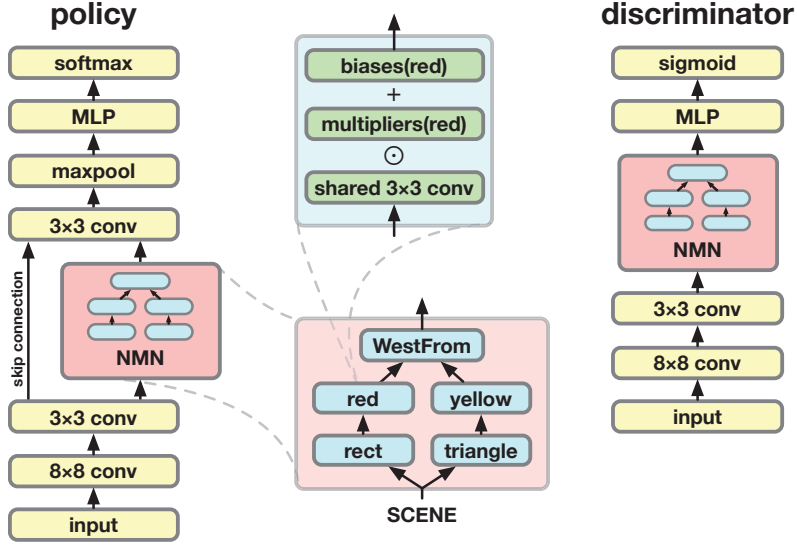 policy
softmax
MLP
maxpool
3×3 conv
skip connection
NMN
3×3 conv
8×8 conv
input
biases(red)
+
multipliers(red)
⊙
shared 3×3 conv
WestFrom
red yellow
rect triangle
SCENE
discriminator
sigmoid
MLP
NMN
3×3 conv
8×8 conv
input